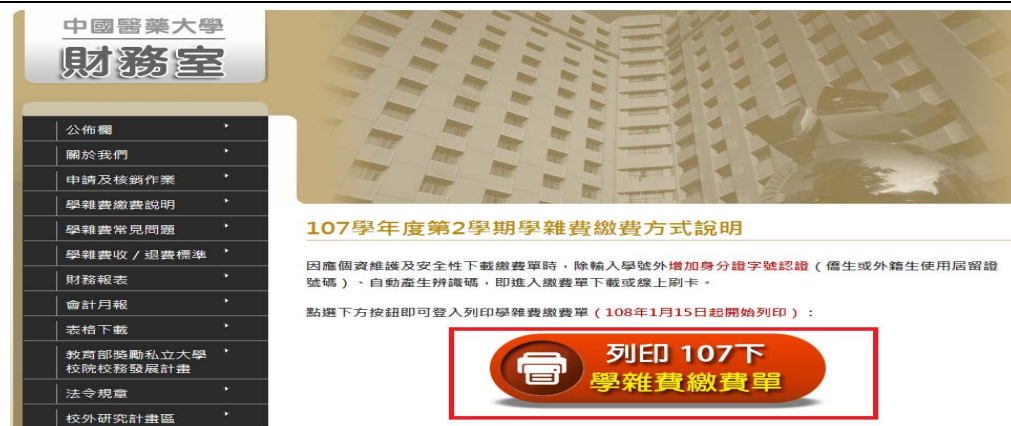 中國醫藥大學
財務室
公佈欄
關於我們
申請及核銷作業
學雜費繳費說明
學雜費常見問題
學雜費收／退費標準
財務報表
會計月報
表格下載
教育部獎勵私立大學
校院校務發展計畫
法令規章
校外研究計畫區
107學年度第2學期學雜費繳費方式說明
因應個資維護及安全性下載繳費單時，除輸入學號外增加身分證字號認證（僑生或外籍生使用居留證
號碼）、自動產生辨識碼，即進入繳費單下載或線上刷卡。
點選下方按鈕即可登入列印學雜費繳費單（108年1月15日起開始列印）：
列印 107下
學雜費繳費單